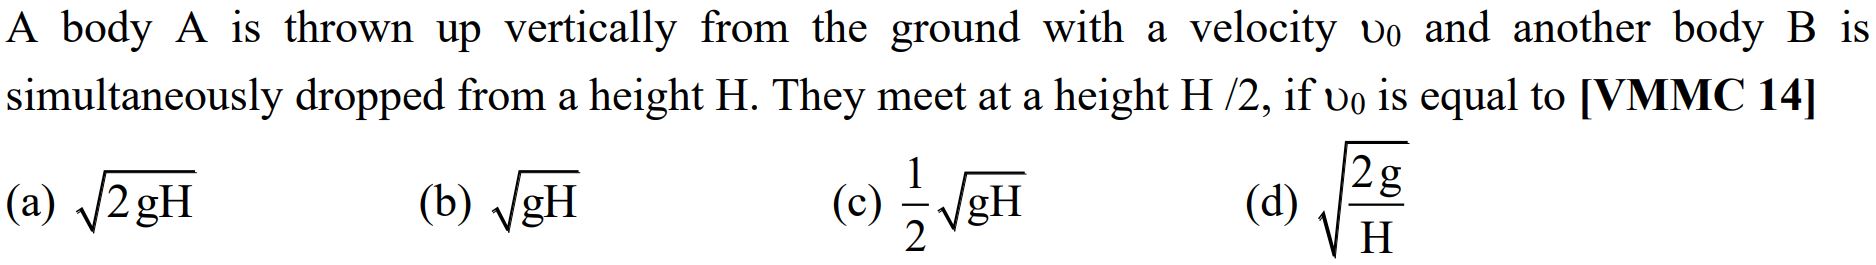 A body A is thrown up vertically from the ground with a velocity υ₀ and another body B is
simultaneously dropped from a height H. They meet at a height H /2, if υ₀ is equal to [VMMC 14]
(a) √(2gH) (b) √(gH) (c) 1/2 √(gH) (d) √(2g/H)